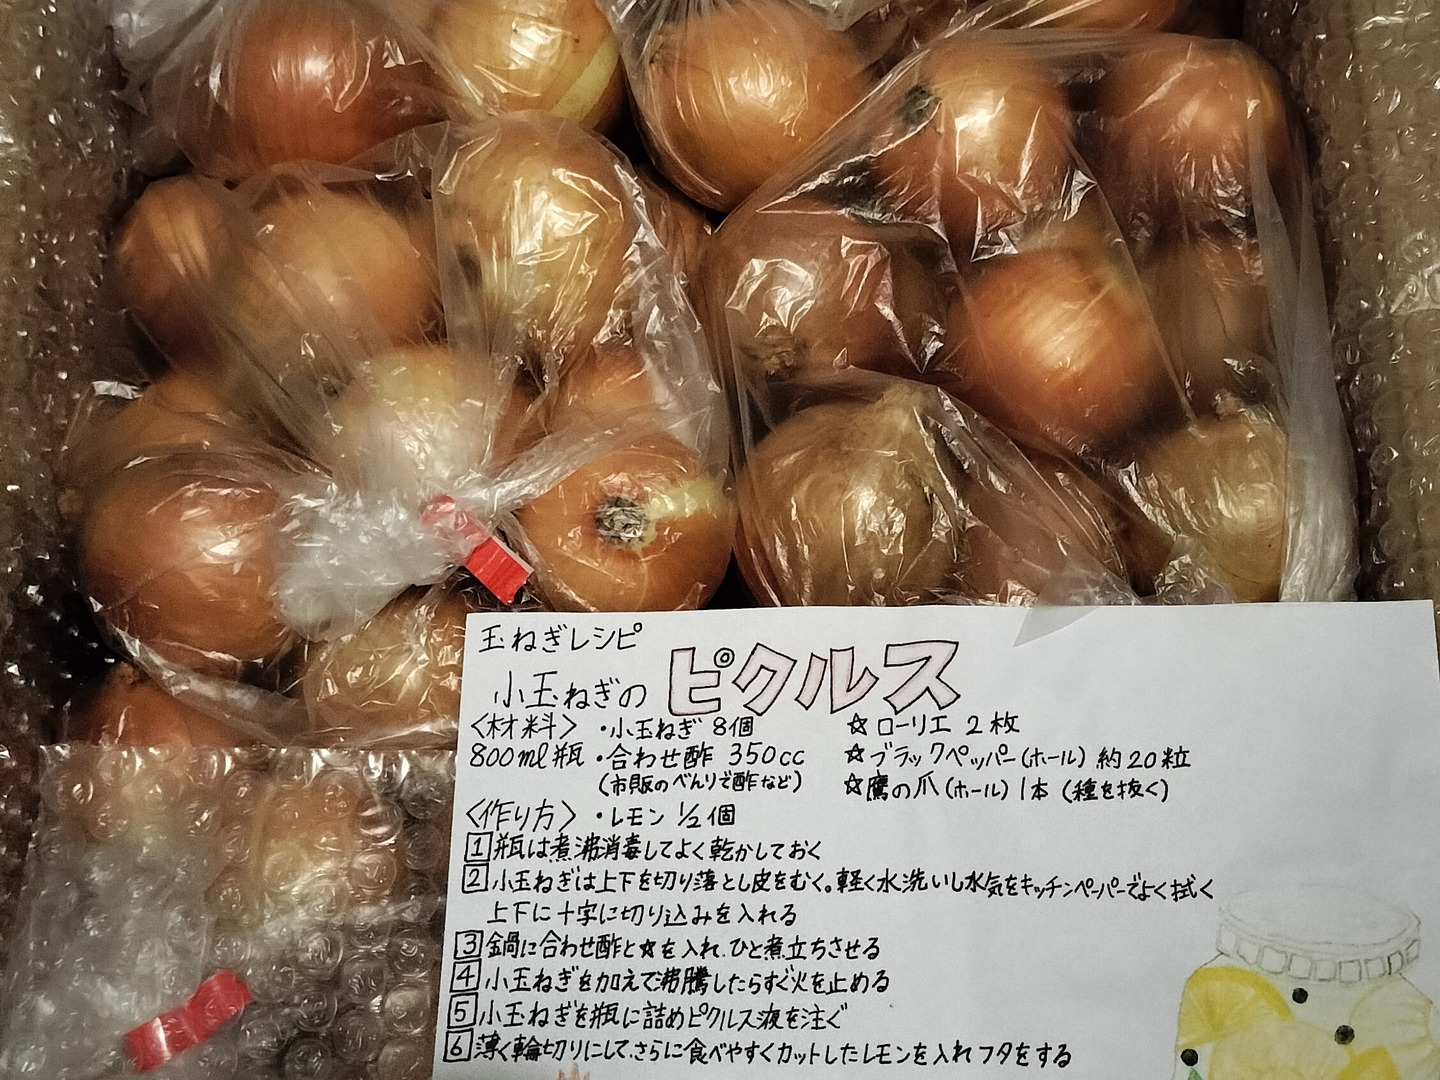 玉ねぎレシピ
小玉ねぎの ピクルス
〈材料〉 ・小玉ねぎ 8個 ☆ローリエ 2枚
800ml瓶 ・合わせ酢 350cc ☆ブラックペッパー(ホール) 約20粒
(市販のべんりで酢など) ☆鷹の爪(ホール) 1本 (種を抜く)
〈作り方〉 ・レモン 1/2個
1 瓶は煮沸消毒してよく乾かしておく
2 小玉ねぎは上下を切り落とし皮をむく。軽く水洗いし水気をキッチンペーパーでよく拭く
上下に十字に切り込みを入れる
3 鍋に合わせ酢と☆を入れ、ひと煮立ちさせる
4 小玉ねぎを加えて沸騰したらすぐ火を止める
5 小玉ねぎを瓶に詰めピクルス液を注ぐ
6 薄く輪切りにして、さらに食べやすくカットしたレモンを入れフタをする